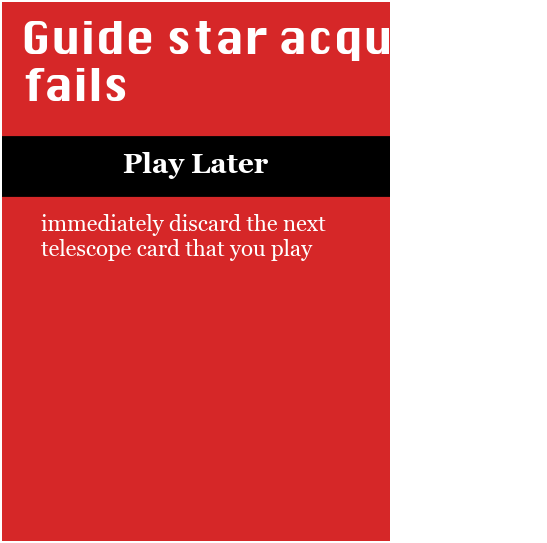 Guide star acqu
fails
Play Later
immediately discard the next
telescope card that you play